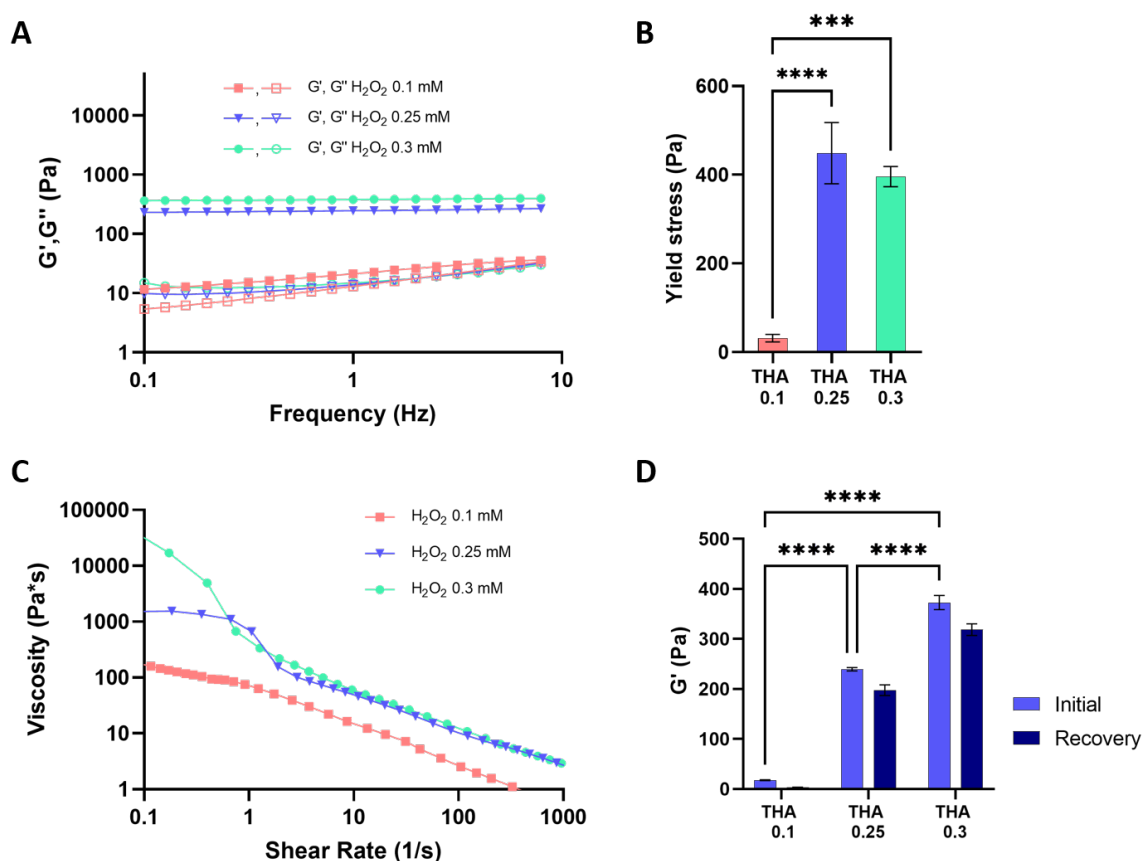 A
G',G'' (Pa)
10000
1000
100
10
1
0.1
1
10
Frequency (Hz)
, G', G'' H₂O₂ 0.1 mM
, G', G'' H₂O₂ 0.25 mM
, G', G'' H₂O₂ 0.3 mM
B
Yield stress (Pa)
600
400
200
0
***
****
THA
0.1
THA
0.25
THA
0.3
C
Viscosity (Pa*s)
100000
10000
1000
100
10
1
0.1
1
10
100
1000
Shear Rate (1/s)
H₂O₂ 0.1 mM
H₂O₂ 0.25 mM
H₂O₂ 0.3 mM
D
G' (Pa)
500
400
300
200
100
0
****
****
****
THA
0.1
THA
0.25
THA
0.3
Initial
Recovery